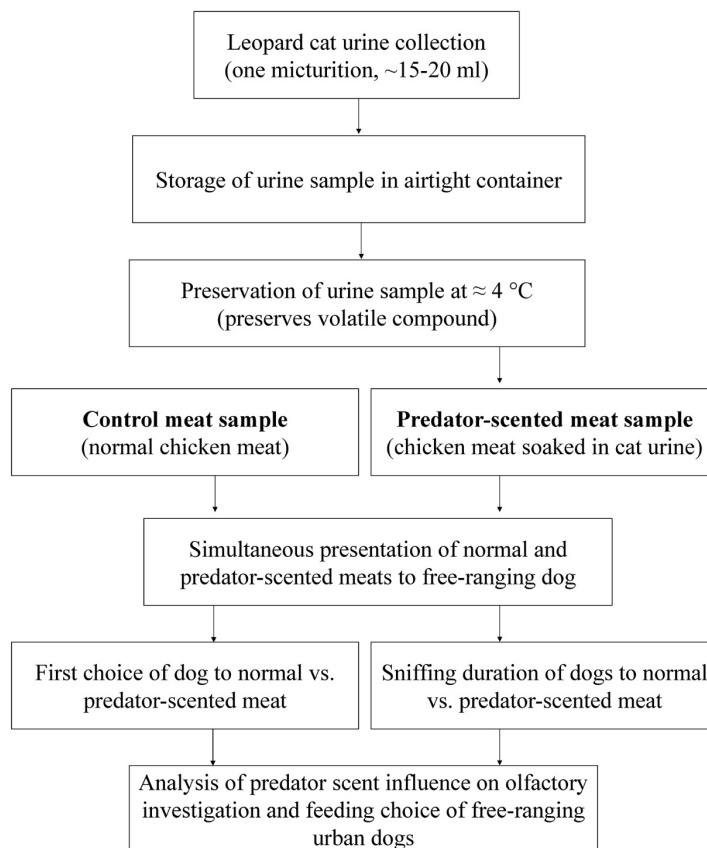 Leopard cat urine collection
(one micturition, ~15-20 ml)
Storage of urine sample in airtight container
Preservation of urine sample at ≈ 4 °C
(preserves volatile compound)
Control meat sample
(normal chicken meat)
Predator-scented meat sample
(chicken meat soaked in cat urine)
Simultaneous presentation of normal and
predator-scented meats to free-ranging dog
First choice of dog to normal vs.
predator-scented meat
Sniffing duration of dogs to normal
vs. predator-scented meat
Analysis of predator scent influence on olfactory
investigation and feeding choice of free-ranging
urban dogs